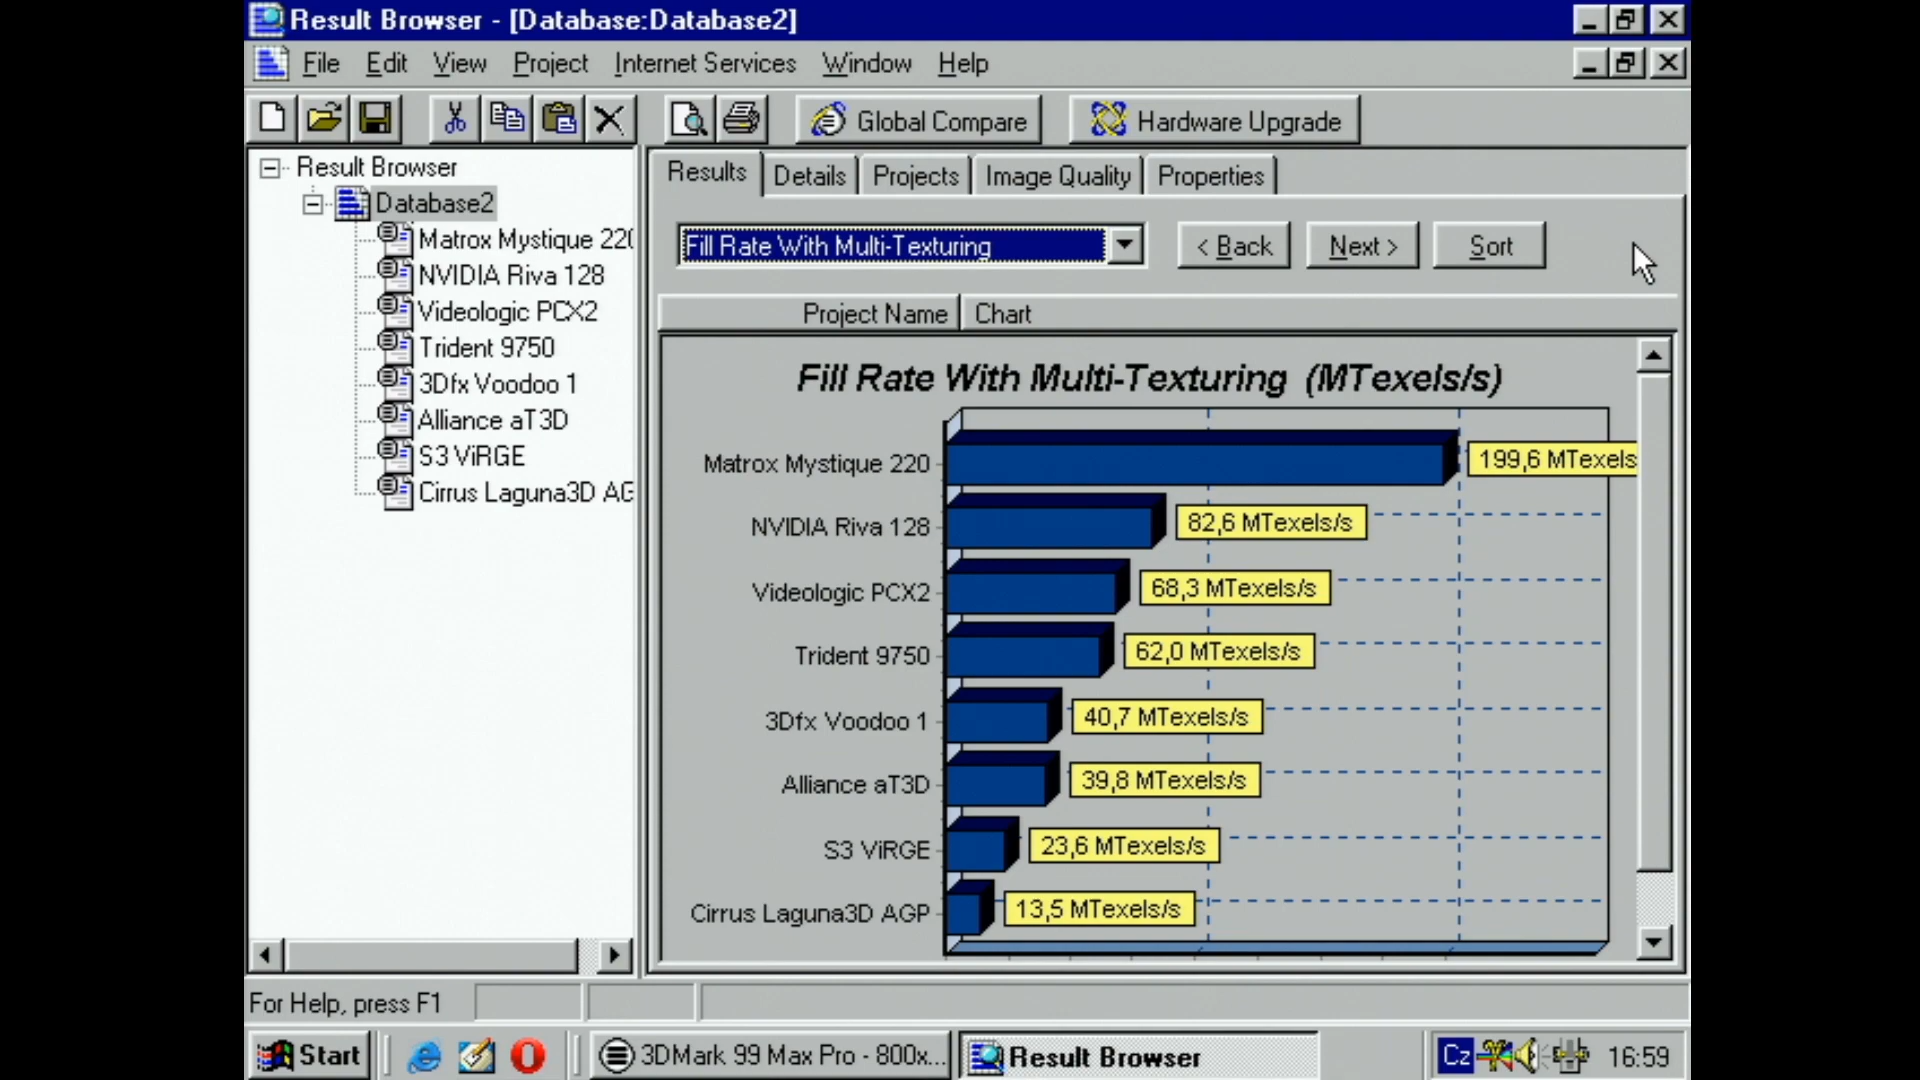 Result Browser - [Database:Database2]
File Edit View Project Internet Services Window Help
Global Compare Hardware Upgrade
Result Browser
Database2
Matrox Mystique 220
NVIDIA Riva 128
Videologic PCX2
Trident 9750
3Dfx Voodoo 1
Alliance aT3D
S3 ViRGE
Cirrus Laguna3D AG
Results Details Projects Image Quality Properties
Fill Rate With Multi-Texturing < Back Next > Sort
Project Name Chart
Fill Rate With Multi-Texturing (MTexels/s)
Matrox Mystique 220 199,6 MTexels
NVIDIA Riva 128 82,6 MTexels/s
Videologic PCX2 68,3 MTexels/s
Trident 9750 62,0 MTexels/s
3Dfx Voodoo 1 40,7 MTexels/s
Alliance aT3D 39,8 MTexels/s
S3 ViRGE 23,6 MTexels/s
Cirrus Laguna3D AGP 13,5 MTexels/s
For Help, press F1
Start 3DMark 99 Max Pro - 800x... Result Browser Cz 16:59